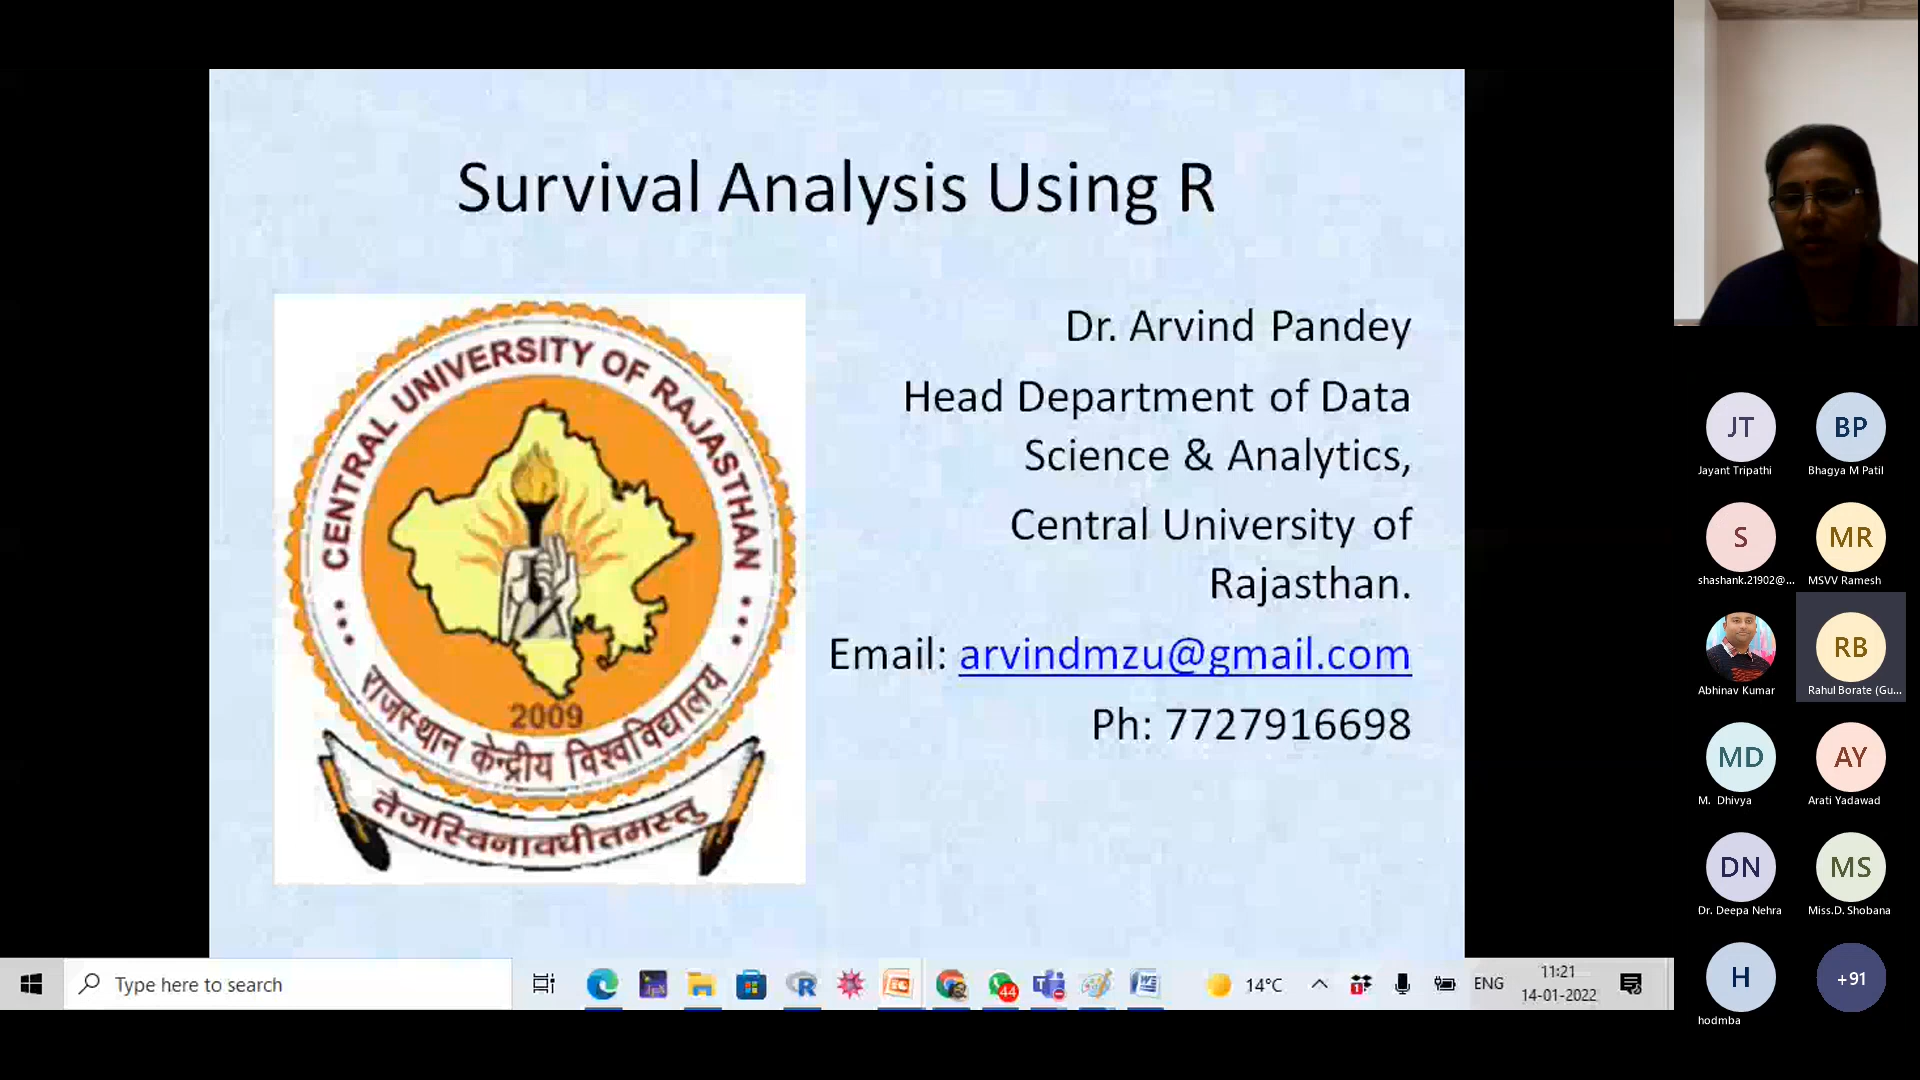 Survival Analysis Using R
CENTRAL UNIVERSITY OF RAJASTHAN
2009
राजस्थान केन्द्रीय विश्वविद्यालय
तेजस्विनावधीतमस्तु
Dr. Arvind Pandey
Head Department of Data
Science & Analytics,
Central University of
Rajasthan.
Email: arvindmzu@gmail.com
Ph: 7727916698
JT
Jayant Tripathi
BP
Bhagya M Patil
S
shashank.21902@...
MR
MSVV Ramesh
Abhinav Kumar
RB
Rahul Borate (Gu...
MD
M. Dhivya
AY
Arati Yadawad
DN
Dr. Deepa Nehra
MS
Miss.D. Shobana
H
hodmba
+91
Type here to search
44
14°C
ENG
11:21
14-01-2022